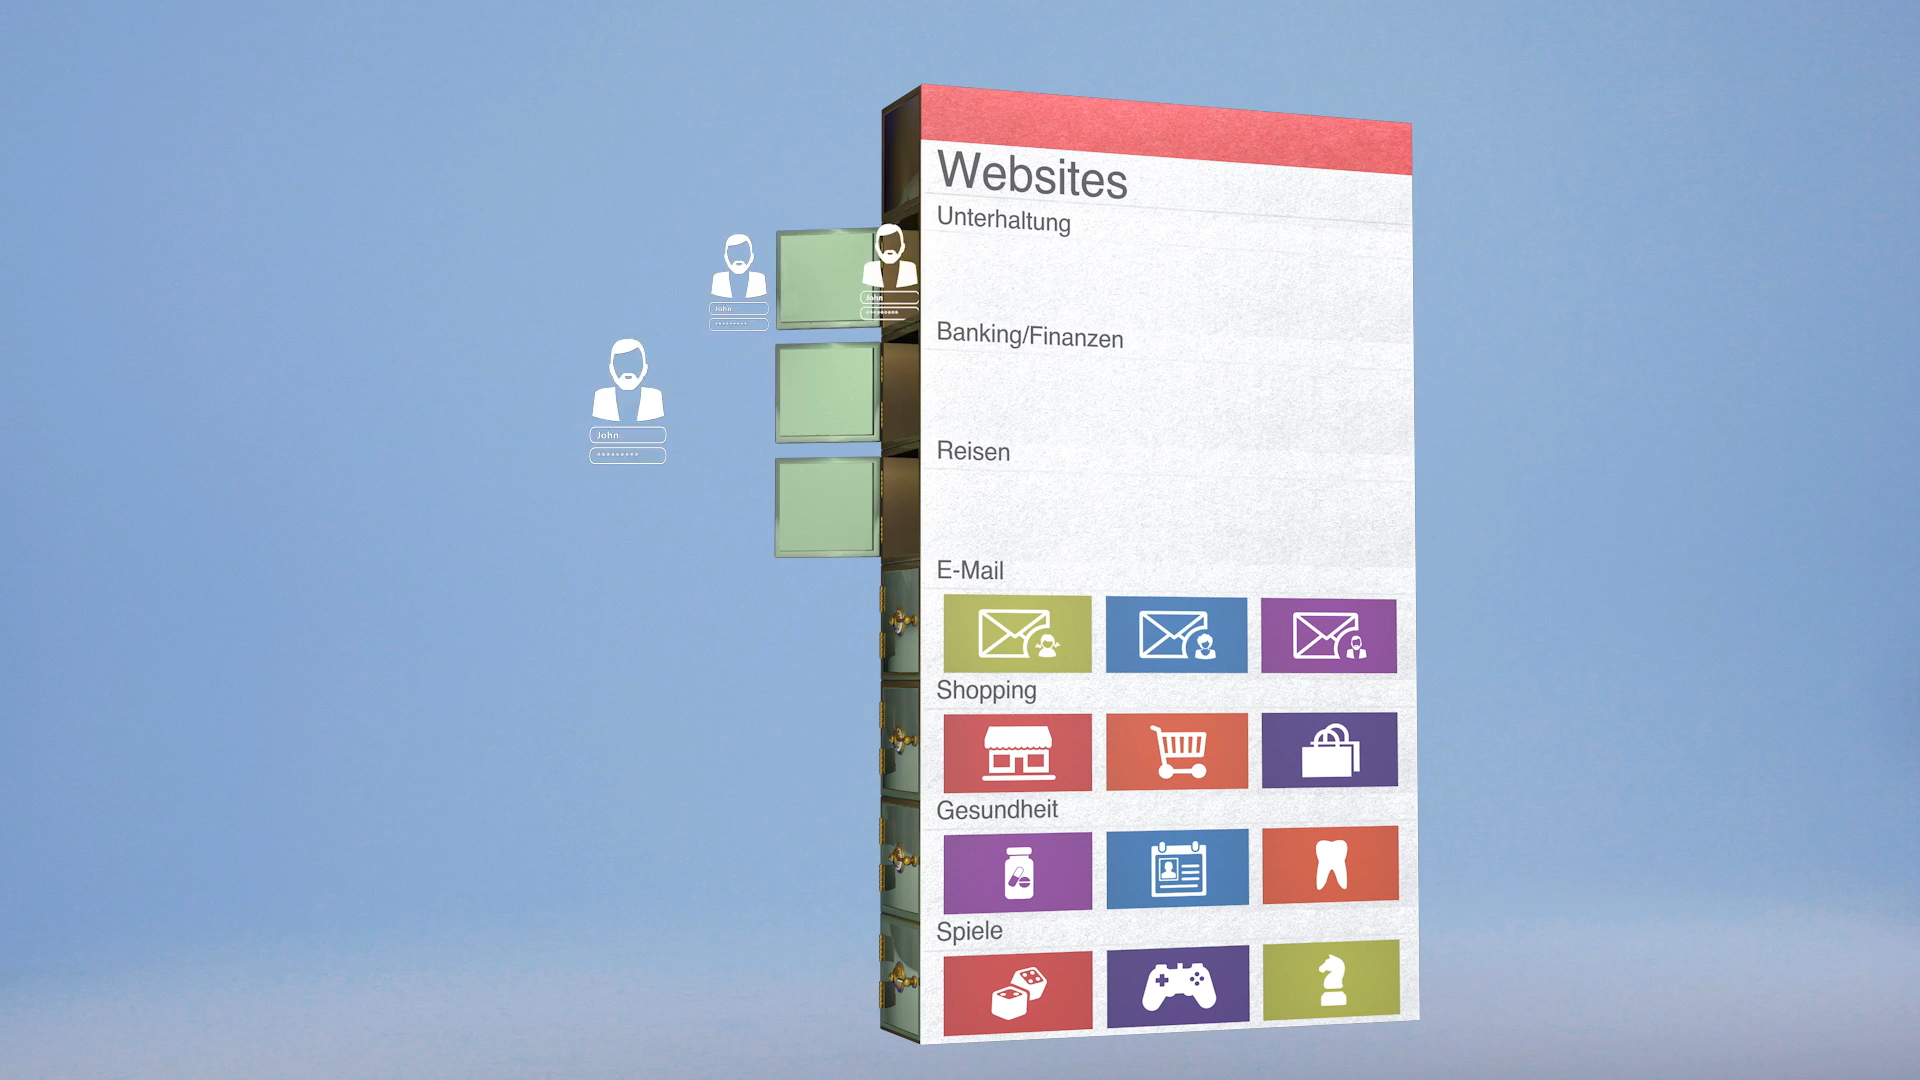 Websites
Unterhaltung
John
*********
John
*********
Banking/Finanzen
John
*********
Reisen
E-Mail
Shopping
Gesundheit
Spiele